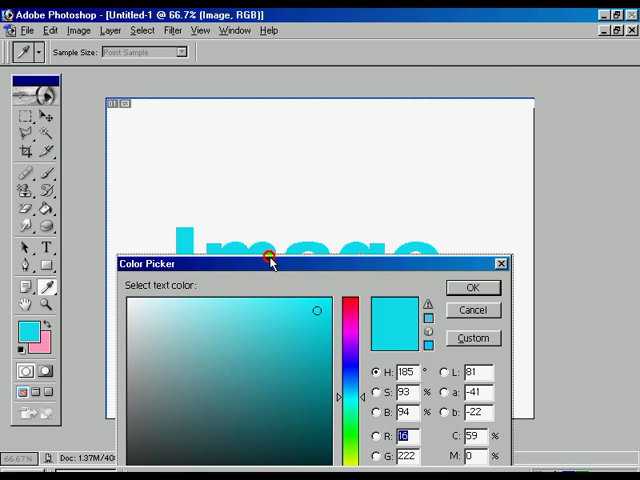 Adobe Photoshop - [Untitled-1 @ 66.7% (Image, RGB)]
File Edit Image Layer Select Filter View Window Help
Sample Size: Point Sample
01
Image
Color Picker
Select text color:
OK
Cancel
Custom
H: 185 ° L: 81
S: 93 % a: -41
B: 94 % b: -22
R: 16 C: 59 %
G: 222 M: 0 %
66.67% Doc: 1.37M/40